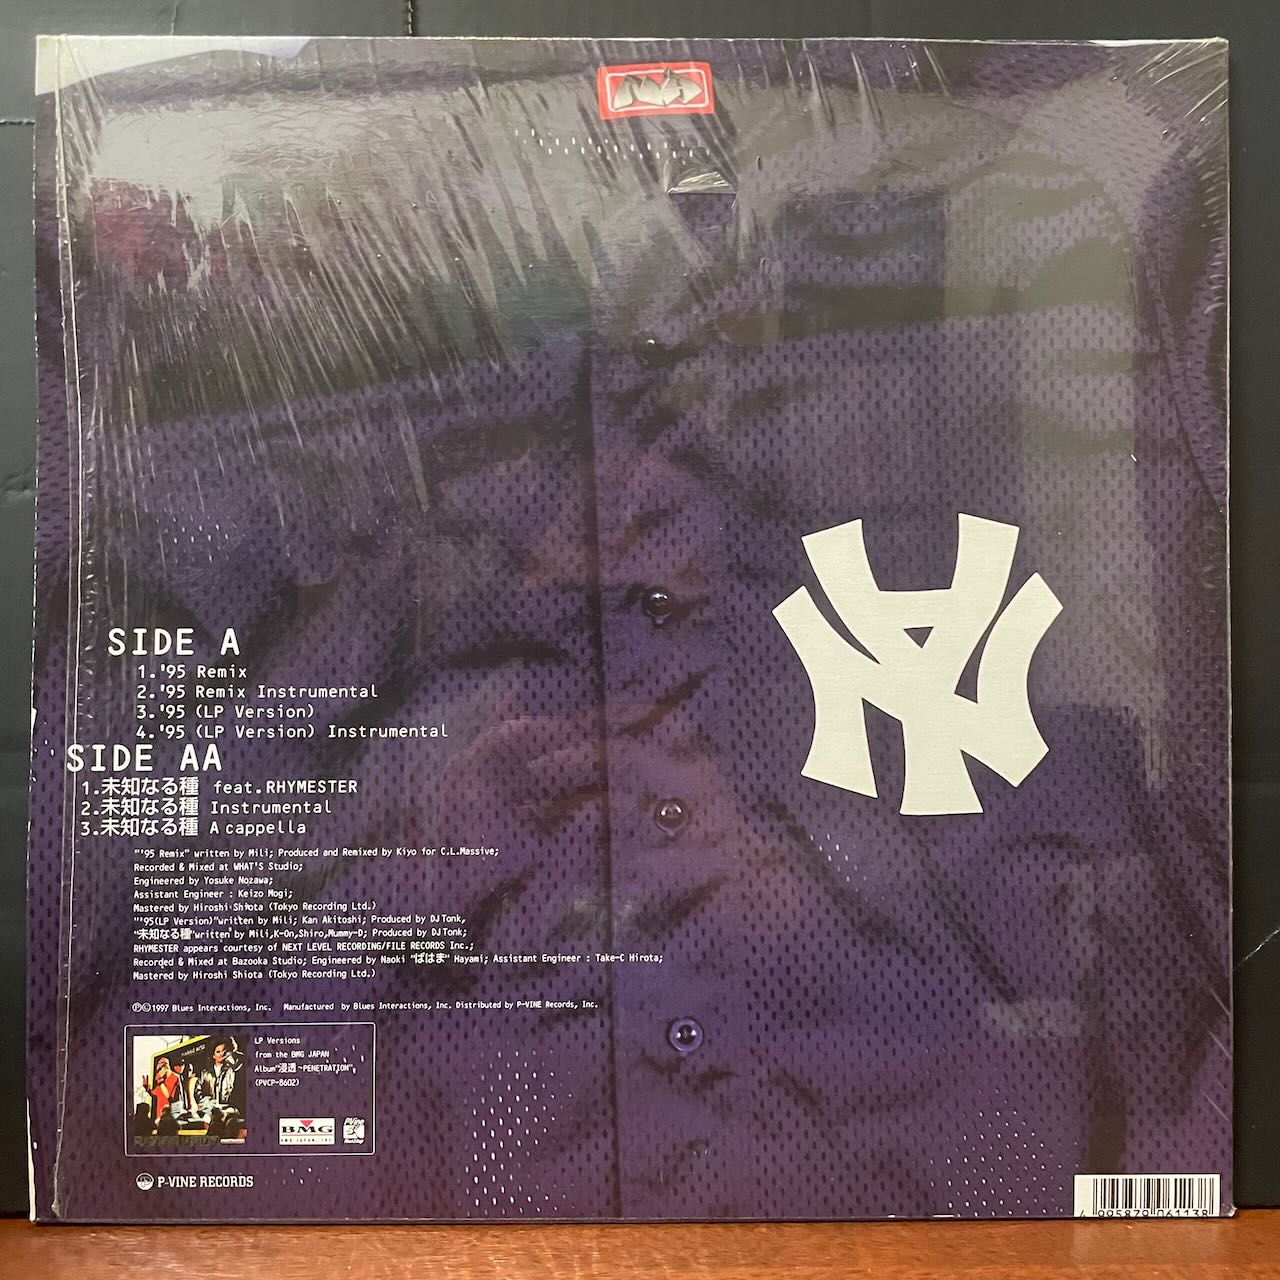 SIDE A
1.'95 Remix
2.'95 Remix Instrumental
3.'95 (LP Version)
4.'95 (LP Version) Instrumental
SIDE AA
1.未知なる種 feat.RHYMESTER
2.未知なる種 Instrumental
3.未知なる種 A cappella
"'95 Remix" written by Mili; Produced and Remixed by Kiyo for C.L.Massive;
Recorded & Mixed at WHAT'S Studio;
Engineered by Yosuke Nozawa;
Assistant Engineer : Keizo Mogi;
Mastered by Hiroshi Shiota (Tokyo Recording Ltd.)
"'95(LP Version)"written by Mili; Kan Akitoshi; Produced by DJ Tonk,
"未知なる種"written by Mili,K-On,Shiro,Mummy-D; Produced by DJ Tonk;
RHYMESTER appears courtesy of NEXT LEVEL RECORDING/FILE RECORDS Inc.;
Recorded & Mixed at Bazooka Studio; Engineered by Naoki "ばはま" Hayami; Assistant Engineer : Take-C Hirota;
Mastered by Hiroshi Shiota (Tokyo Recording Ltd.)
Ⓟ©1997 Blues Interactions, Inc. Manufactured by Blues Interactions, Inc. Distributed by P-VINE Records, Inc.
LP Versions
from the BMG JAPAN
Album"浸透 ~PENETRATION",
(PVCP-8602)
BMG
BMG JAPAN, INC.
P-VINE RECORDS
4 995879 061138